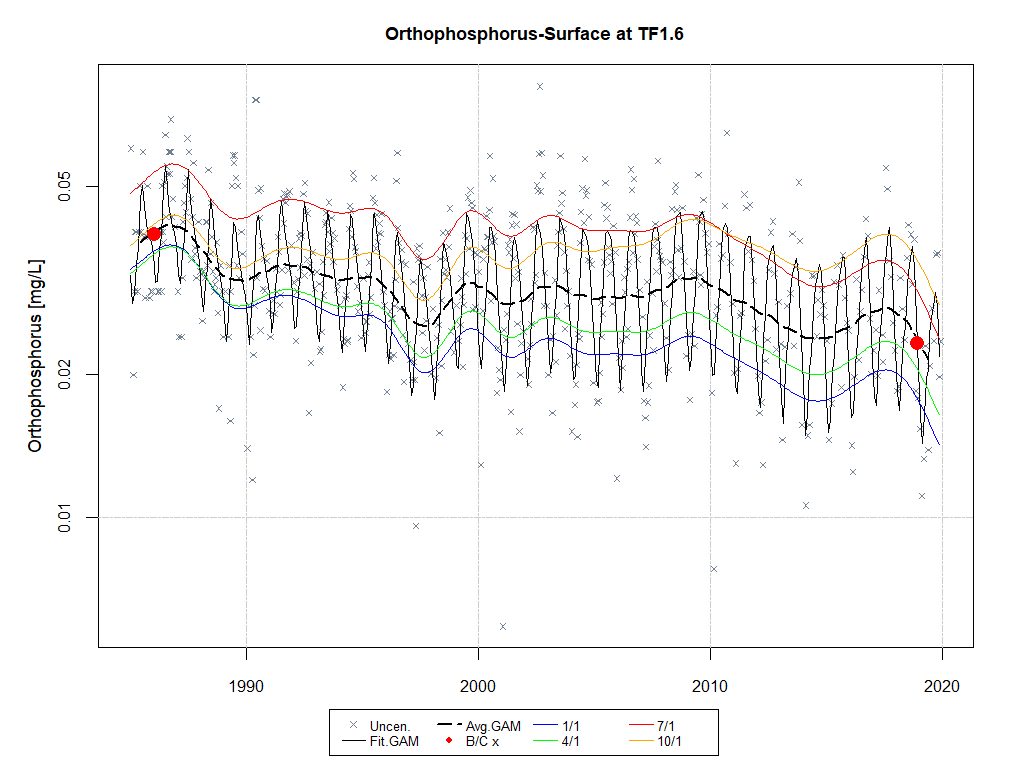 Orthophosphorus-Surface at TF1.6
Orthophosphorus [mg/L]
0.05
0.02
0.01
1990 2000 2010 2020
Uncen. Avg.GAM 1/1 7/1
Fit.GAM B/C x 4/1 10/1